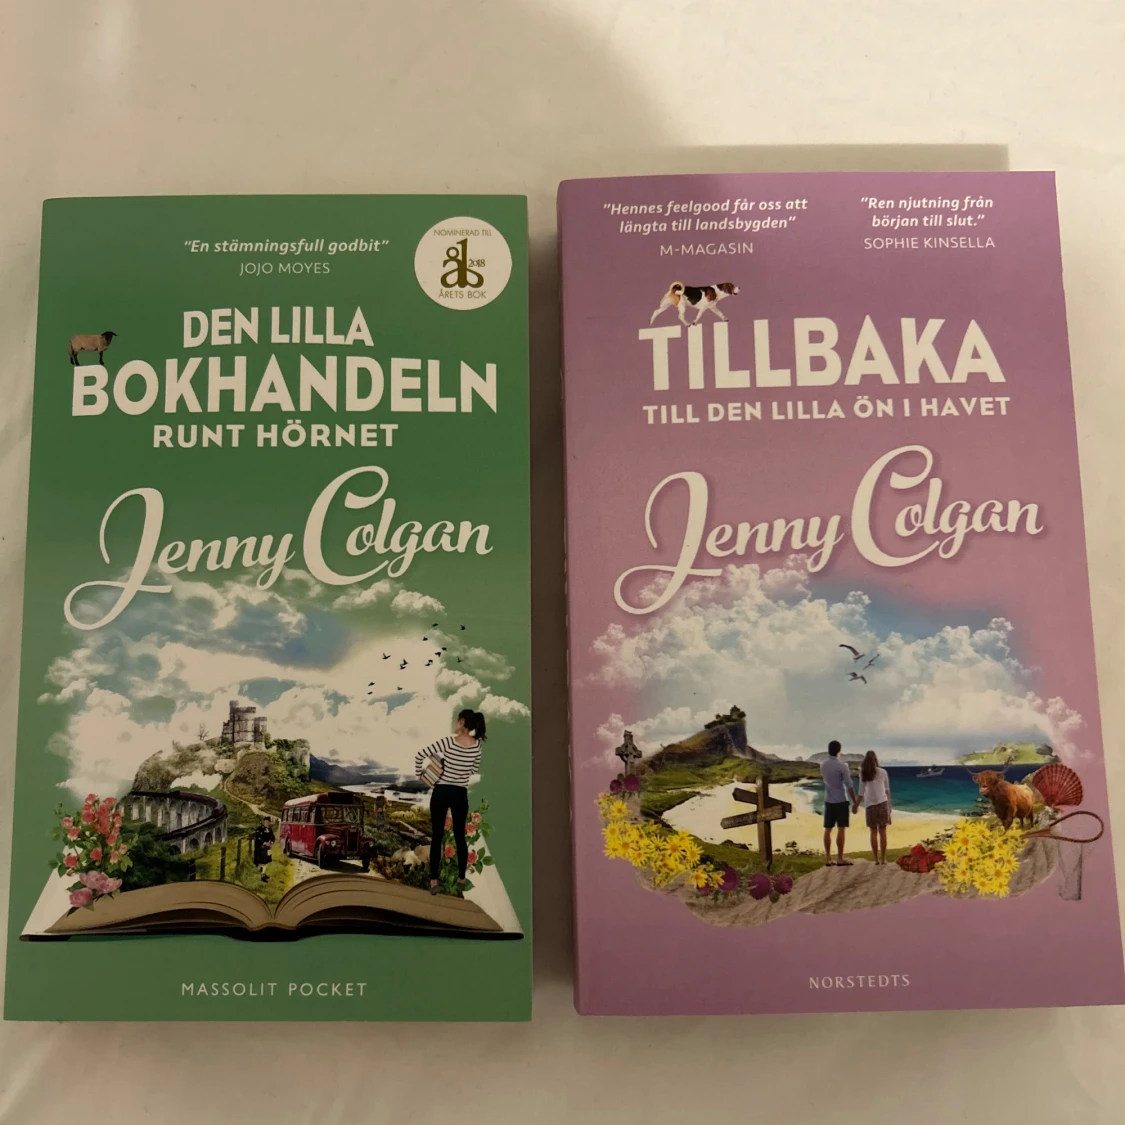 "En stämningsfull godbit"
JOJO MOYES
NOMINERAD TILL
2018
ÅRETS BOK
DEN LILLA
BOKHANDELN
RUNT HÖRNET
Jenny Colgan
MASSOLIT POCKET
"Hennes feelgood får oss att
längta till landsbygden"
M-MAGASIN
"Ren njutning från
början till slut."
SOPHIE KINSELLA
TILLBAKA
TILL DEN LILLA ÖN I HAVET
Jenny Colgan
NORSTEDTS